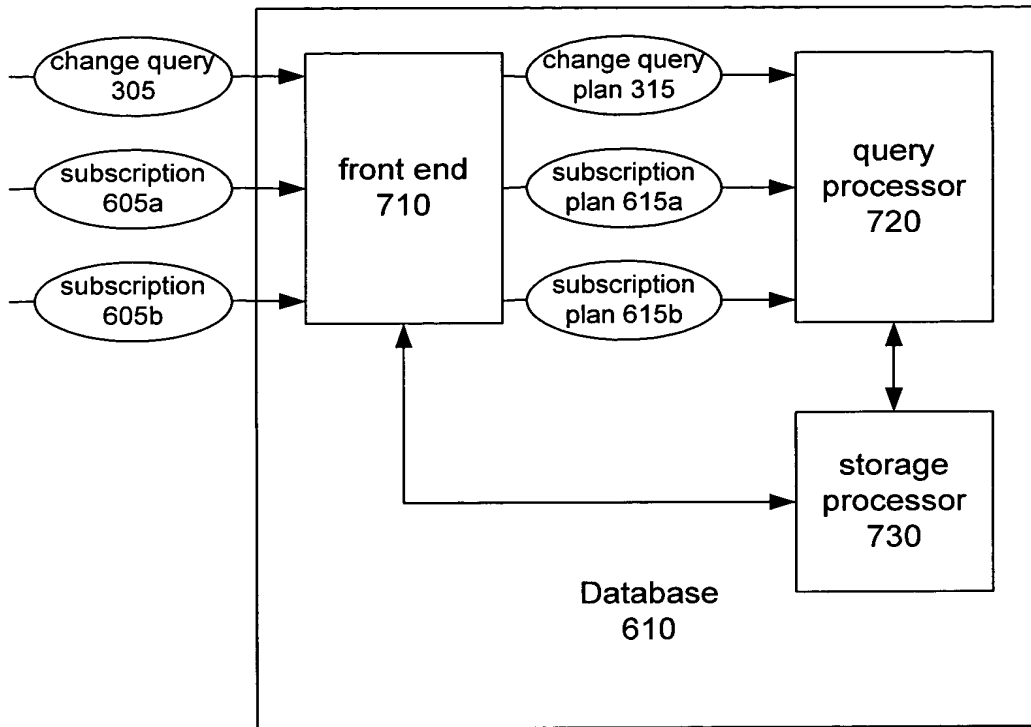 change query
305
subscription
605a
subscription
605b
front end
710
change query
plan 315
subscription
plan 615a
subscription
plan 615b
query
processor
720
storage
processor
730
Database
610